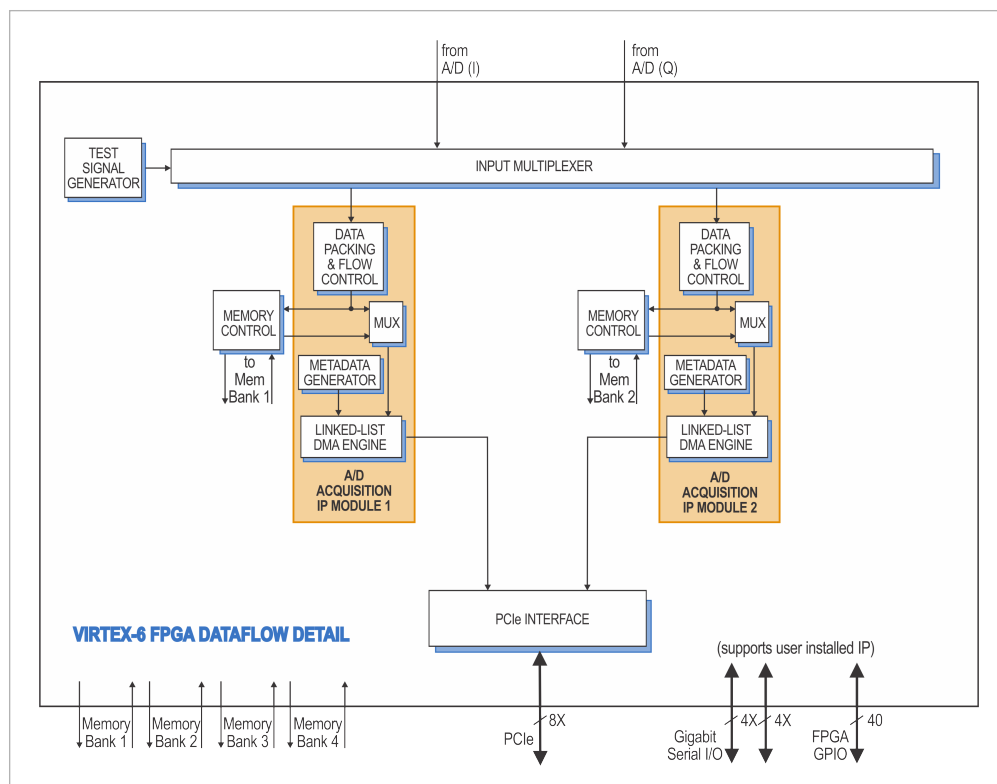 from
A/D (I)
from
A/D (Q)
TEST
SIGNAL
GENERATOR
INPUT MULTIPLEXER
DATA
PACKING
& FLOW
CONTROL
DATA
PACKING
& FLOW
CONTROL
MEMORY
CONTROL
MUX
MEMORY
CONTROL
MUX
to
Mem
Bank 1
METADATA
GENERATOR
to
Mem
Bank 2
METADATA
GENERATOR
LINKED-LIST
DMA ENGINE
LINKED-LIST
DMA ENGINE
A/D
ACQUISITION
IP MODULE 1
A/D
ACQUISITION
IP MODULE 2
PCIe INTERFACE
VIRTEX-6 FPGA DATAFLOW DETAIL
(supports user installed IP)
Memory
Bank 1
Memory
Bank 2
Memory
Bank 3
Memory
Bank 4
8X
PCIe
4X
4X
Gigabit
Serial I/O
40
FPGA
GPIO